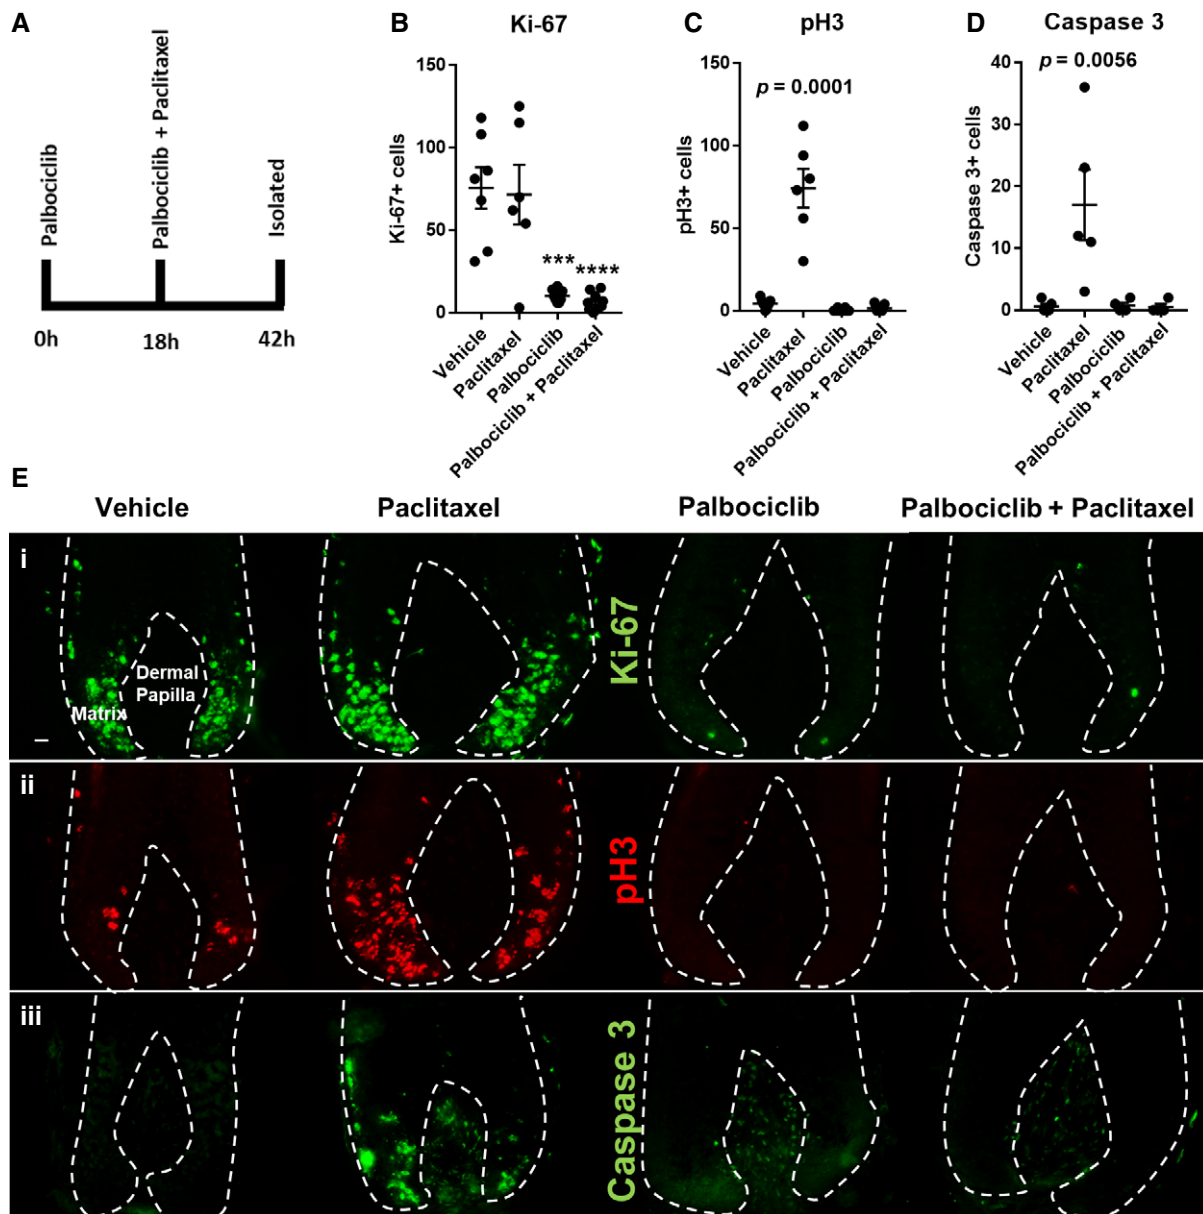 A
Palbociclib
Palbociclib + Paclitaxel
Isolated
0h
18h
42h
B
Ki-67
Ki-67+ cells
150
100
50
0
***
****
Vehicle
Paclitaxel
Palbociclib
Palbociclib + Paclitaxel
C
pH3
pH3+ cells
150
100
50
0
p = 0.0001
Vehicle
Paclitaxel
Palbociclib
Palbociclib + Paclitaxel
D
Caspase 3
Caspase 3+ cells
40
30
20
10
0
p = 0.0056
Vehicle
Paclitaxel
Palbociclib
Palbociclib + Paclitaxel
E
Vehicle
Paclitaxel
Palbociclib
Palbociclib + Paclitaxel
i
Dermal
Papilla
Matrix
Ki-67
ii
pH3
iii
Caspase 3